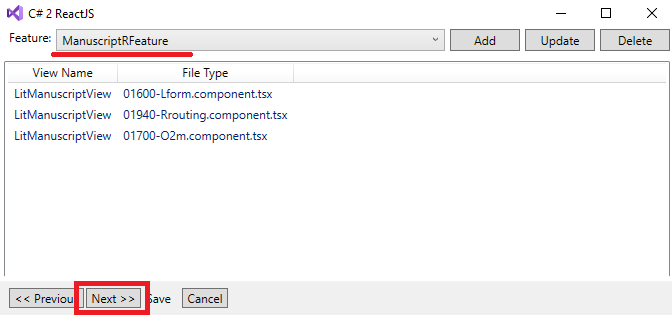 C# 2 ReactJS
Feature: ManuscriptRFeature Add Update Delete
View Name File Type
LitManuscriptView 01600-Lform.component.tsx
LitManuscriptView 01940-Rrouting.component.tsx
LitManuscriptView 01700-O2m.component.tsx
<< Previou Next >> Save Cancel